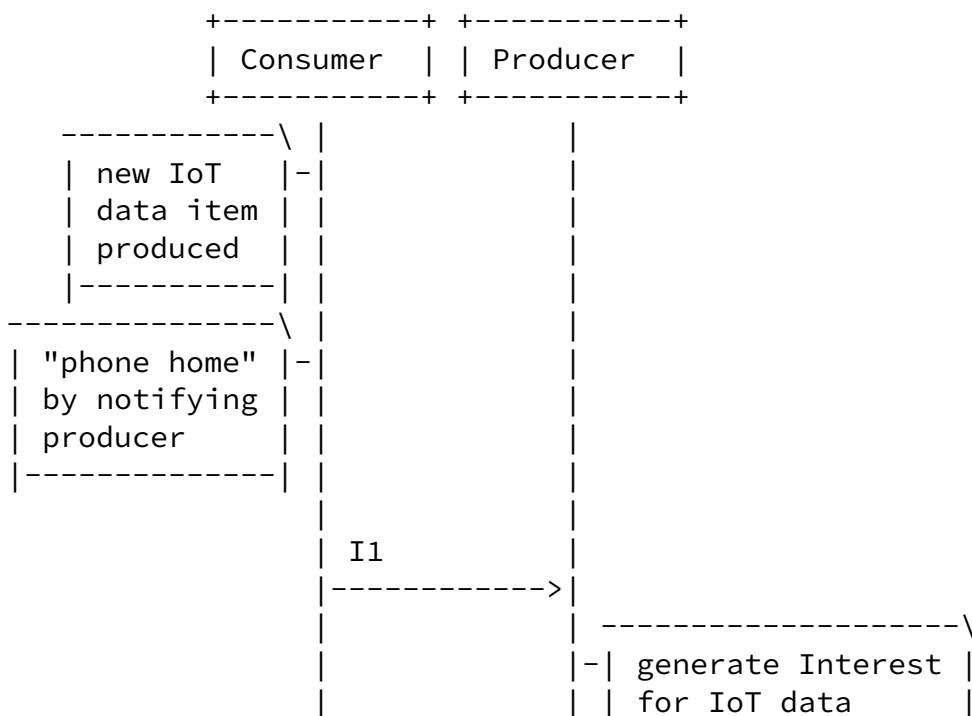 Consumer Producer
new IoT
data item
produced
"phone home"
by notifying
producer
I1
generate Interest
for IoT data